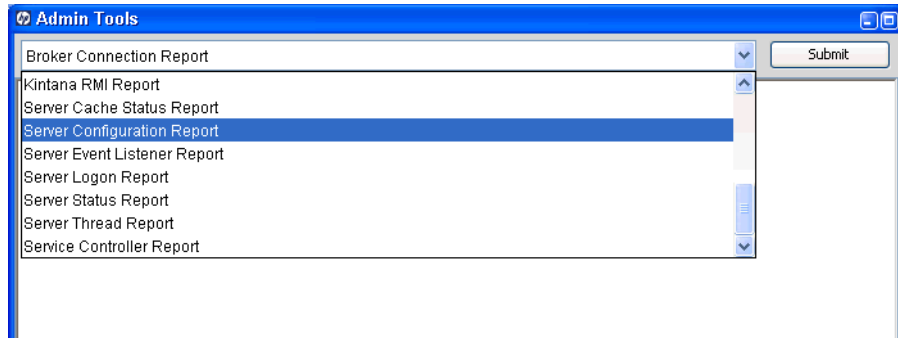 hp Admin Tools
Broker Connection Report Submit
Kintana RMI Report
Server Cache Status Report
Server Configuration Report
Server Event Listener Report
Server Logon Report
Server Status Report
Server Thread Report
Service Controller Report